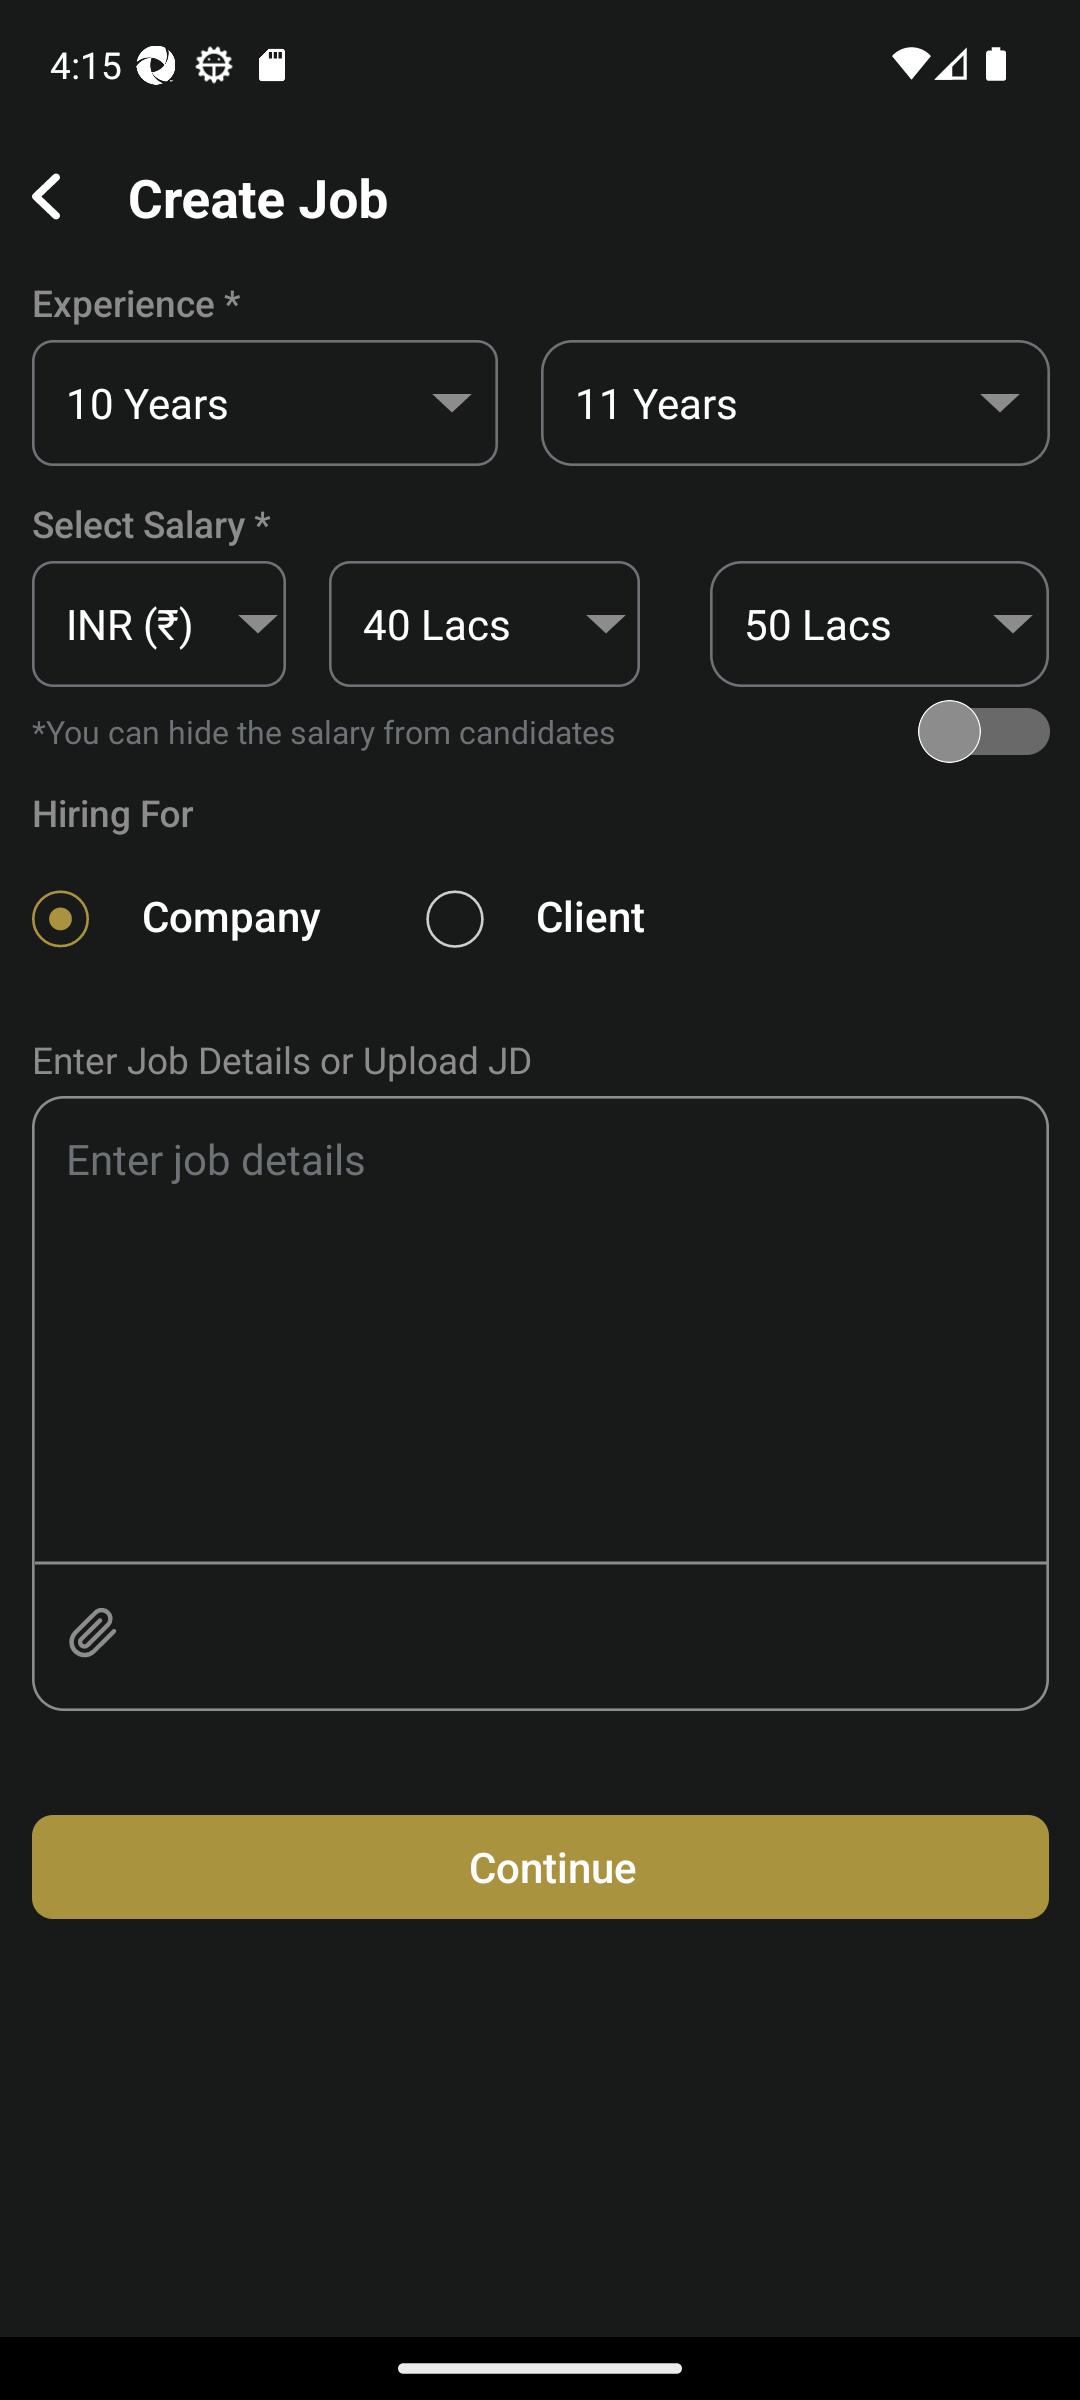 4:15
Create Job
Experience *
10 Years 11 Years
Select Salary *
INR (₹) 40 Lacs 50 Lacs
*You can hide the salary from candidates
Hiring For
Company Client
Enter Job Details or Upload JD
Enter job details
Continue